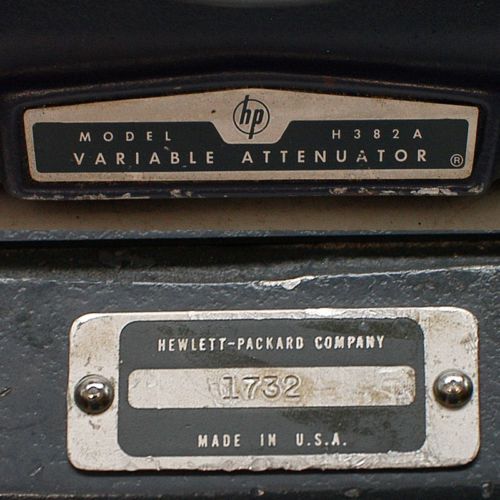 hp
MODEL H382A
VARIABLE ATTENUATOR ®
HEWLETT-PACKARD COMPANY
1732
MADE IN U.S.A.